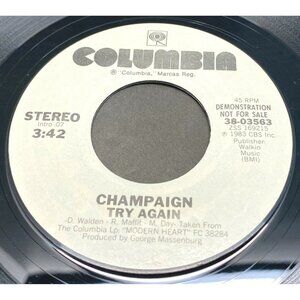 COLUMBIA
® "Columbia," Marcas Reg.
STEREO
Intro :07
3:42
45 RPM
DEMONSTRATION
NOT FOR SALE
38-03563
ZSS 169215
℗ 1983 CBS Inc.
Publisher
Walkin
Music
(BMI)
CHAMPAIGN
TRY AGAIN
-D. Walden - R. Maffit - M. Day- Taken From
The Columbia Lp: "MODERN HEART" FC 38284
Produced by George Massenburg